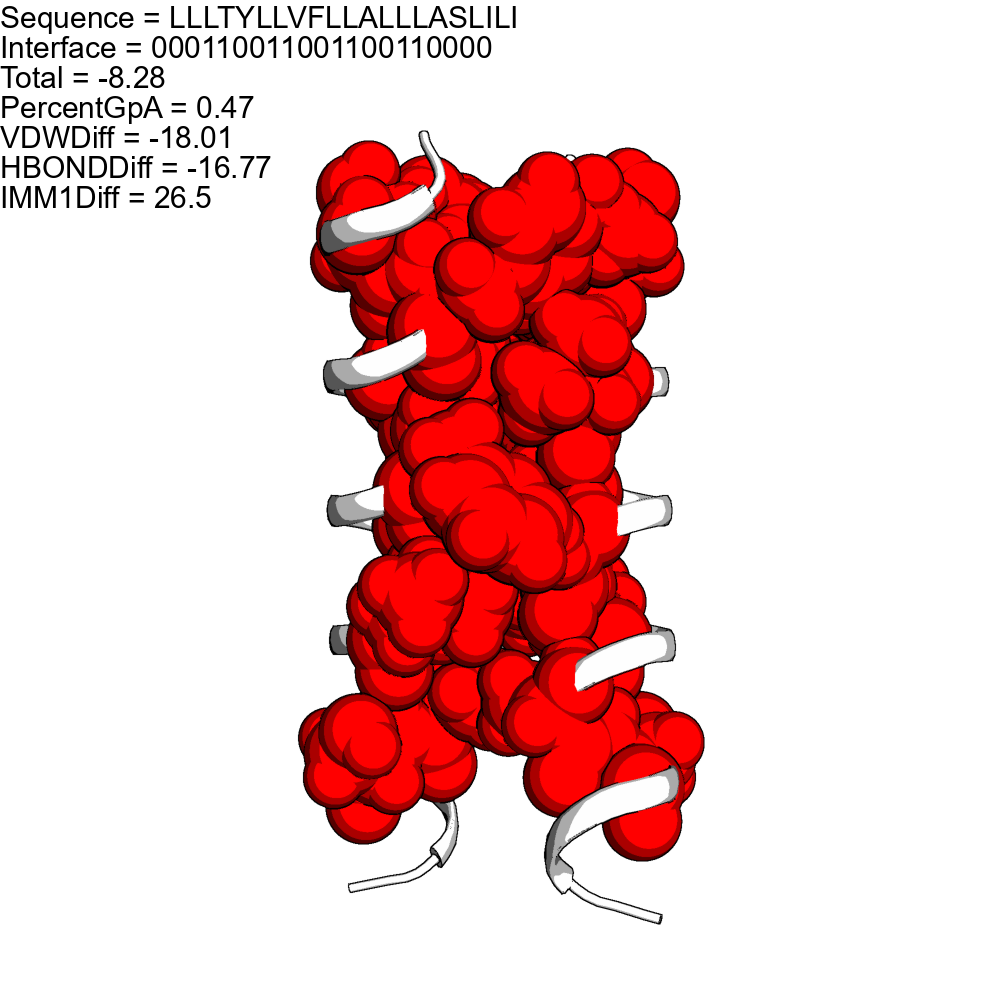 Sequence = LLLTYLLVFLLALLLASLILI
Interface = 000110011001100110000
Total = -8.28
PercentGpA = 0.47
VDWDiff = -18.01
HBONDDiff = -16.77
IMM1Diff = 26.5